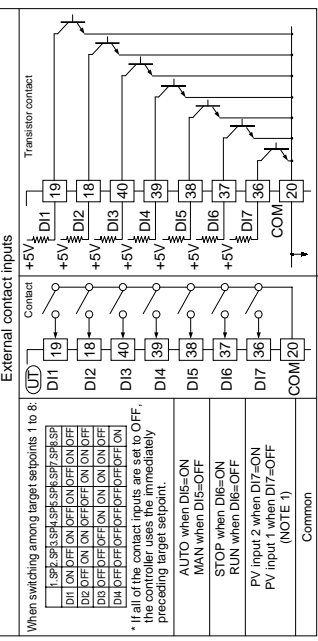 External contact inputs
When switching among target setpoints 1 to 8:
1.SP 2.SP 3.SP 4.SP 5.SP 6.SP 7.SP 8.SP
DI1 ON OFF ON OFF ON OFF ON OFF
DI2 OFF ON ON OFF OFF ON ON OFF
DI3 OFF OFF OFF ON ON ON ON OFF
DI4 OFF OFF OFF OFF OFF OFF OFF ON
* If all of the contact inputs are set to OFF,
the controller uses the immediately
preceding target setpoint.
AUTO when DI5=ON
MAN when DI5=OFF
STOP when DI6=ON
RUN when DI6=OFF
PV input 2 when DI7=ON
PV input 1 when DI7=OFF
(NOTE 1)
Common
UT
Contact
DI1 19
DI2 18
DI3 40
DI4 39
DI5 38
DI6 37
DI7 36
COM 20
Transistor contact
+5V DI1 19
+5V DI2 18
+5V DI3 40
+5V DI4 39
+5V DI5 38
+5V DI6 37
+5V DI7 36
COM 20